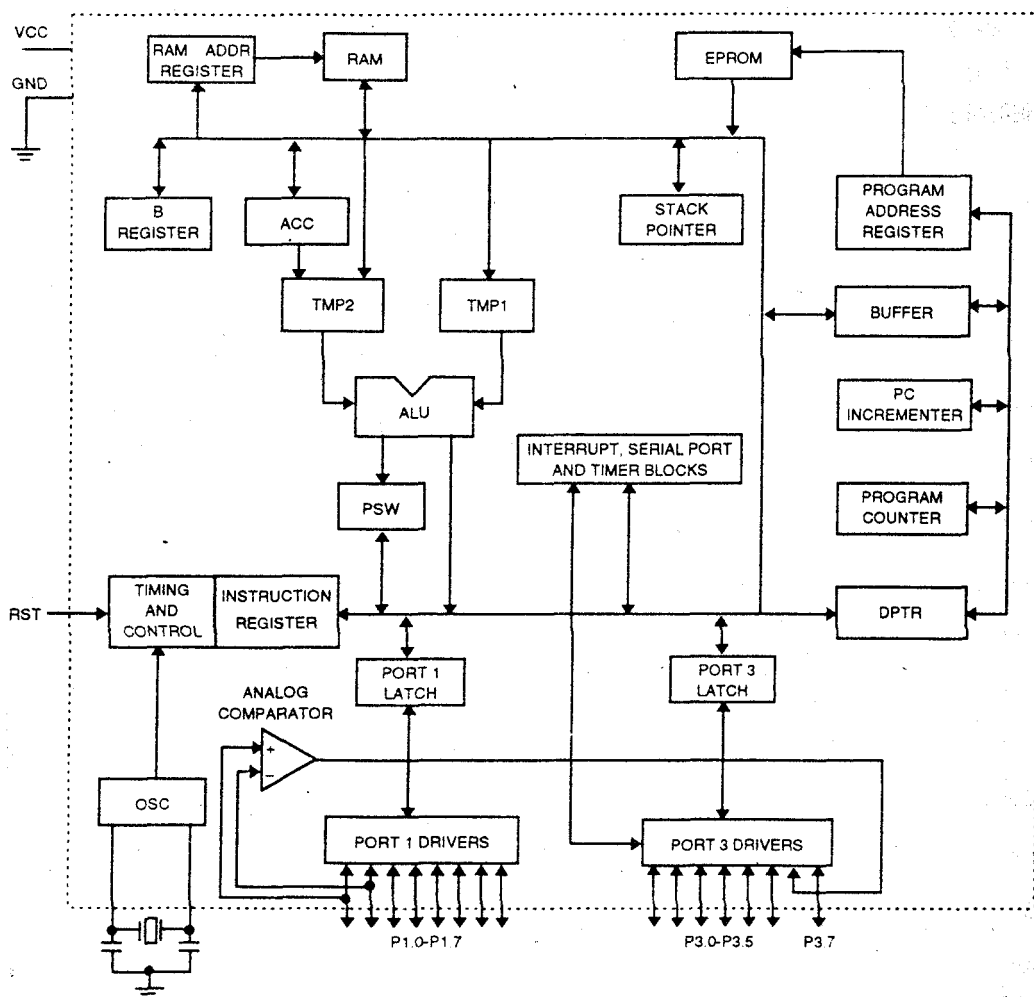 VCC
GND
RAM ADDR
REGISTER
RAM
EPROM
B
REGISTER
ACC
STACK
POINTER
PROGRAM
ADDRESS
REGISTER
TMP2
TMP1
BUFFER
ALU
PC
INCREMENTER
INTERRUPT, SERIAL PORT
AND TIMER BLOCKS
PSW
PROGRAM
COUNTER
RST
TIMING
AND
CONTROL
INSTRUCTION
REGISTER
DPTR
PORT 1
LATCH
PORT 3
LATCH
ANALOG
COMPARATOR
+
−
OSC
PORT 1 DRIVERS
PORT 3 DRIVERS
P1.0-P1.7
P3.0-P3.5
P3.7